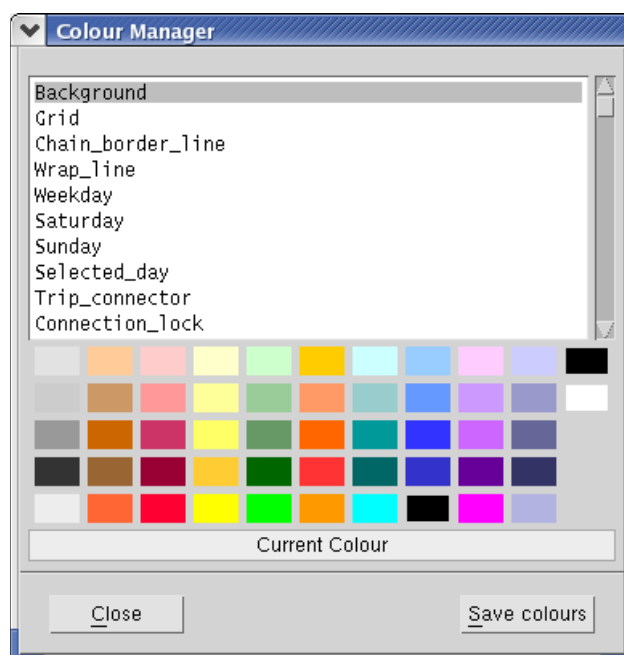 Colour Manager
Background
Grid
Chain_border_line
Wrap_line
Weekday
Saturday
Sunday
Selected_day
Trip_connector
Connection_lock
Current Colour
Close
Save colours